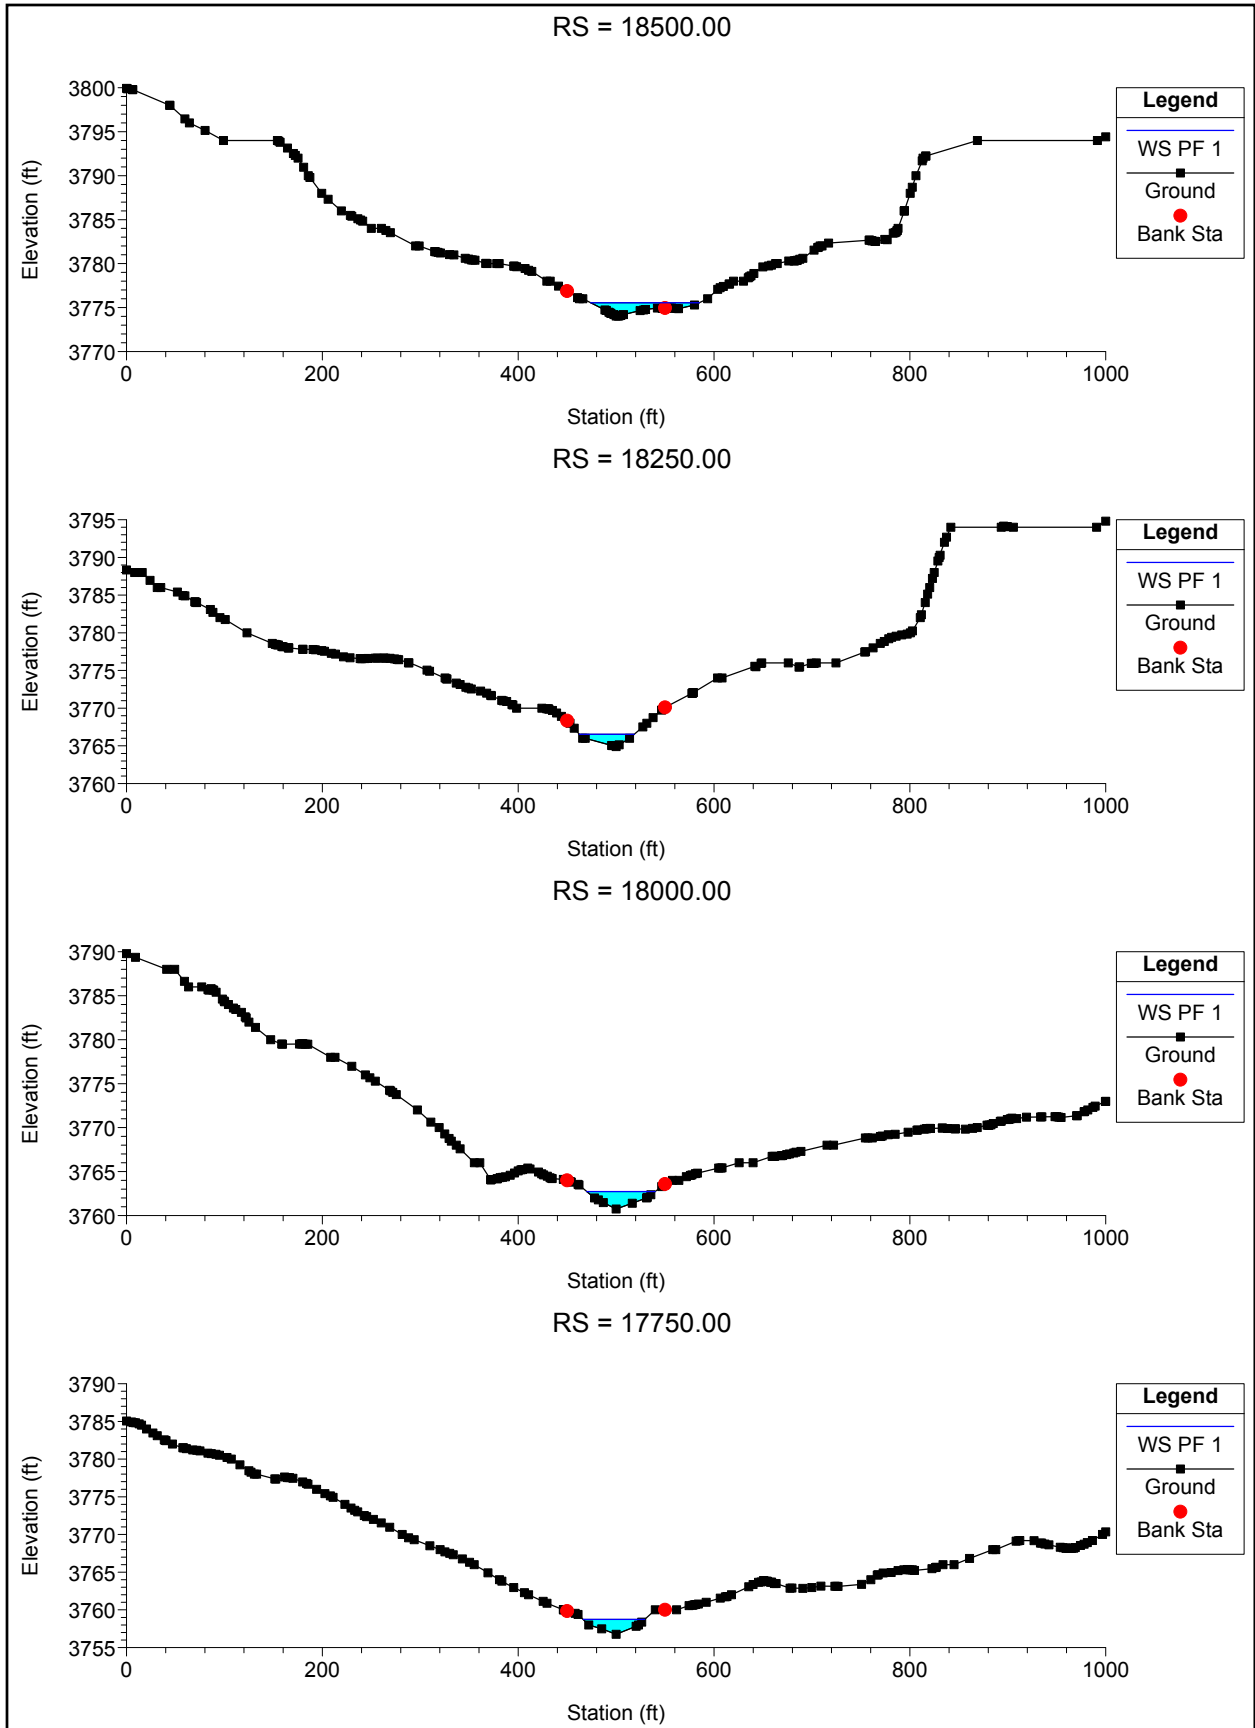 RS = 18500.00
3800
3795
3790
3785
3780
3775
3770
Elevation (ft)
0 200 400 600 800 1000
Station (ft)
Legend
WS PF 1
Ground
Bank Sta
RS = 18250.00
3795
3790
3785
3780
3775
3770
3765
3760
Elevation (ft)
0 200 400 600 800 1000
Station (ft)
Legend
WS PF 1
Ground
Bank Sta
RS = 18000.00
3790
3785
3780
3775
3770
3765
3760
Elevation (ft)
0 200 400 600 800 1000
Station (ft)
Legend
WS PF 1
Ground
Bank Sta
RS = 17750.00
3790
3785
3780
3775
3770
3765
3760
3755
Elevation (ft)
0 200 400 600 800 1000
Station (ft)
Legend
WS PF 1
Ground
Bank Sta